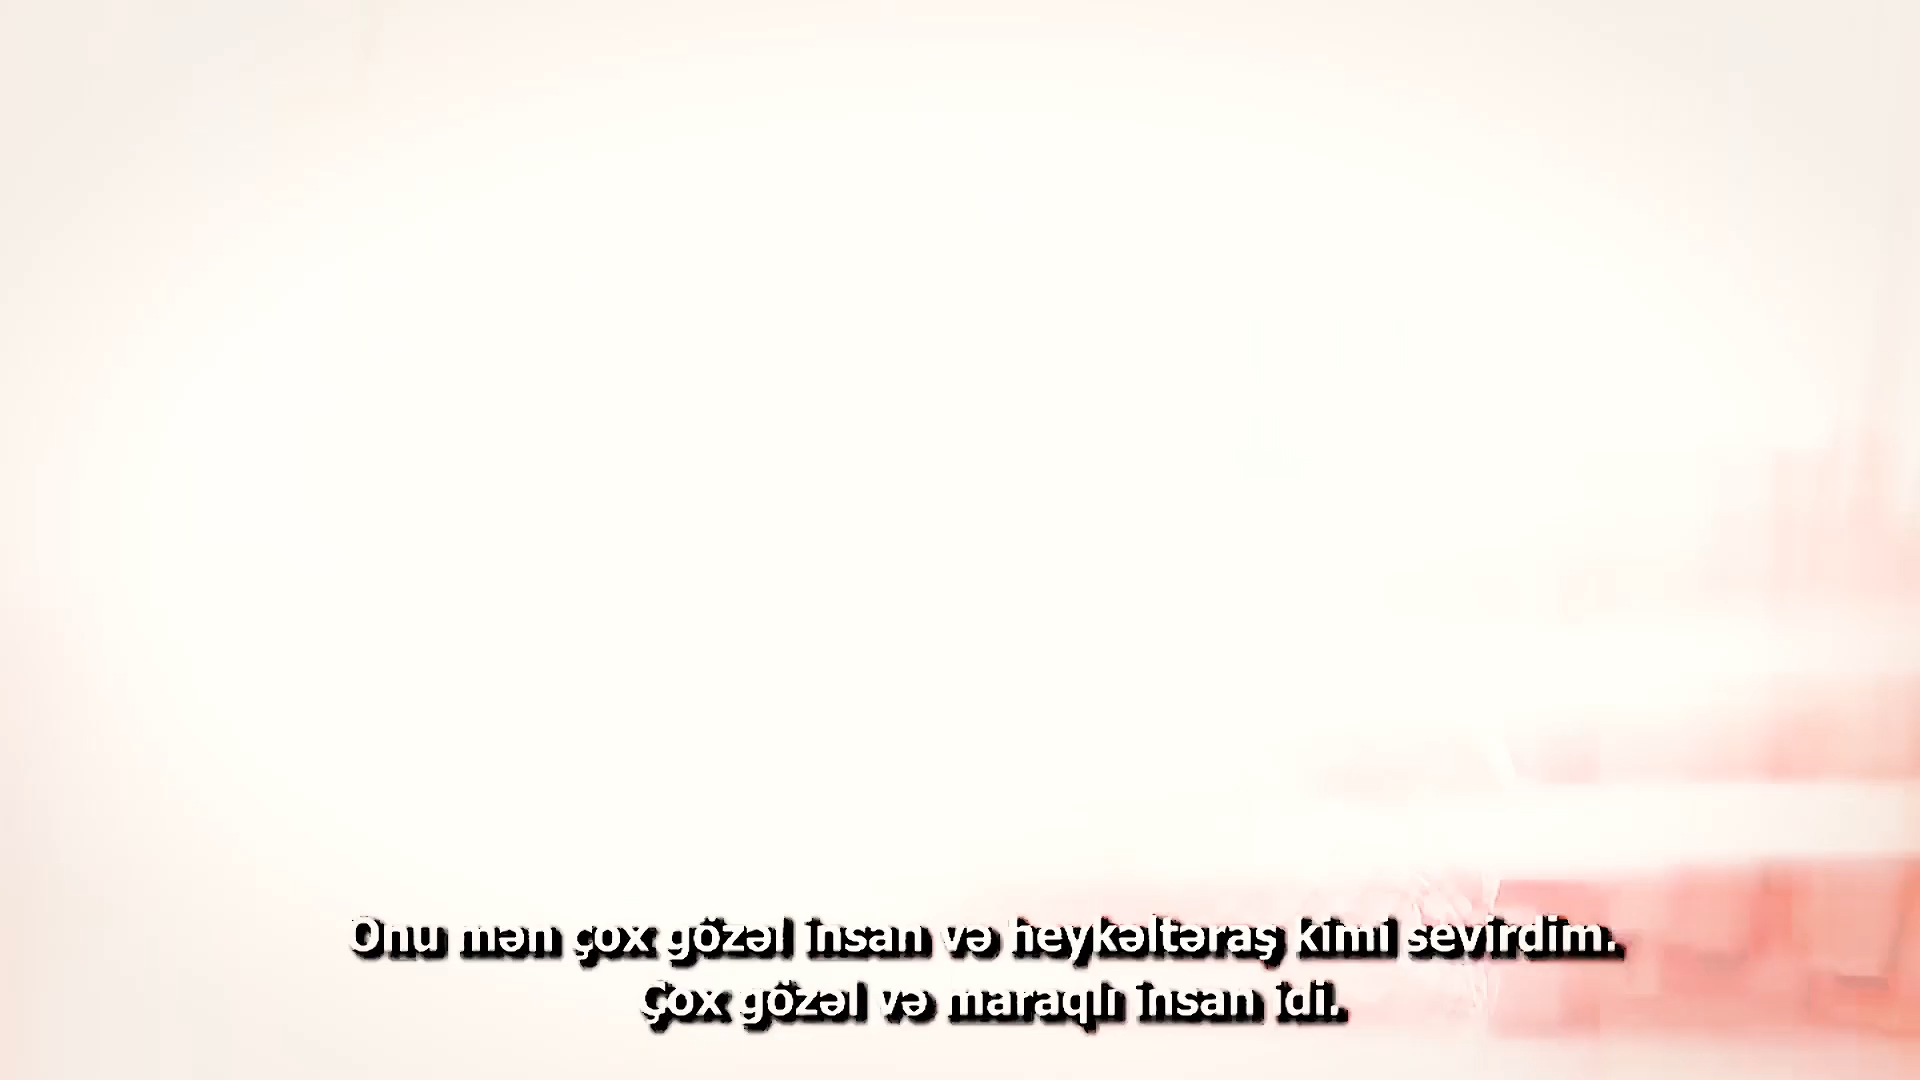 Onu mən çox gözəl insan və heykəltəraş kimi sevirdim.
Çox gözəl və maraqlı insan idi.